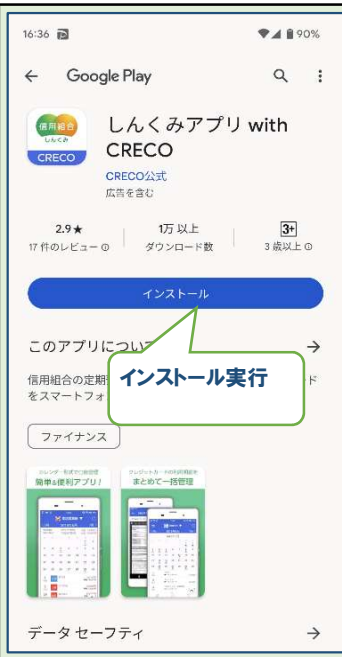 16:36 90%
Google Play
信用組合
しんくみ
CRECO
しんくみアプリ with
CRECO
CRECO公式
広告を含む
2.9★ 1万 以上 3+
17 件のレビュー ダウンロード数 3 歳以上
インストール
このアプリについて
インストール実行
信用組合の定期 ド
をスマートフォ
ファイナンス
簡単&便利アプリ!
まとめて一括管理
データ セーフティ